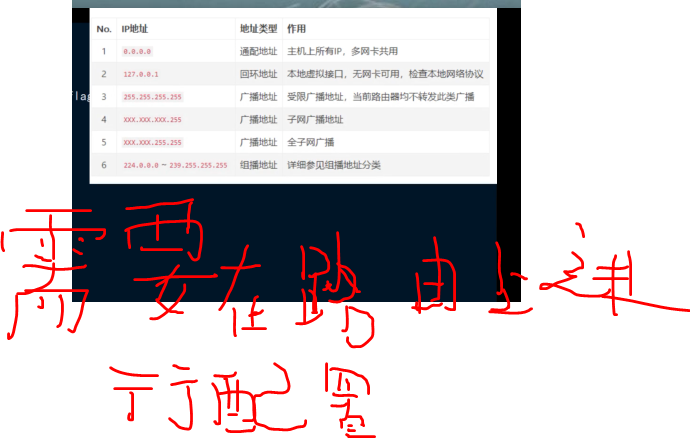 No. IP地址 地址类型 作用
1 0.0.0.0 通配地址 主机上所有IP，多网卡共用
2 127.0.0.1 回环地址 本地虚拟接口，无网卡可用，检查本地网络协议
3 255.255.255.255 广播地址 受限广播地址，当前路由器均不转发此类广播
4 XXX.XXX.XXX.255 广播地址 子网广播地址
5 XXX.XXX.255.255 广播地址 全子网广播
6 224.0.0.0 ~ 239.255.255.255 组播地址 详细参见组播地址分类
flag
需要在路由上进
行配置